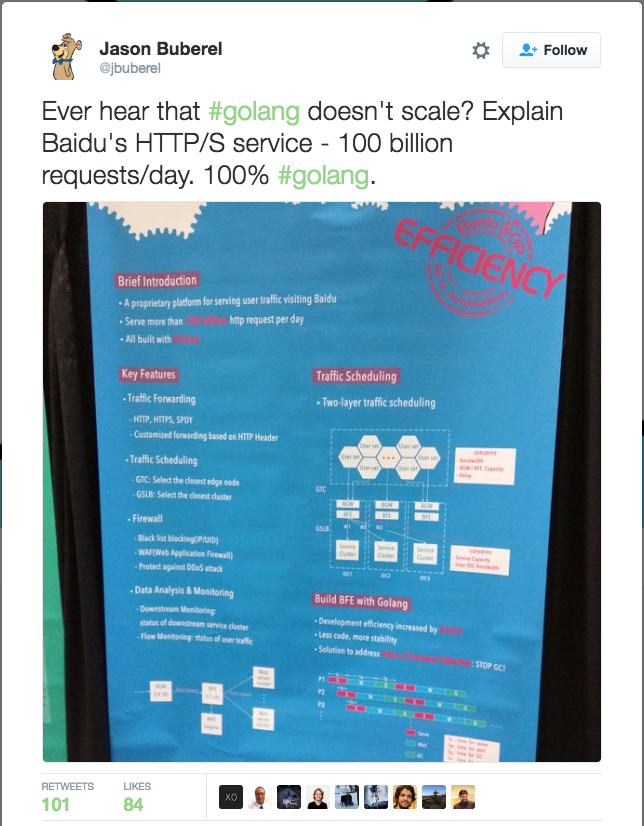 Jason Buberel
@jbuberel
Follow
Ever hear that #golang doesn't scale? Explain
Baidu's HTTP/S service - 100 billion
requests/day. 100% #golang.
EFFICIENCY
Brief Introduction
• A proprietary platform for serving user traffic visiting Baidu
• Serve more than http request per day
• All built with
Key Features
Traffic Scheduling
• Traffic Forwarding
- HTTP, HTTPS, SPDY
- Customized forwarding based on HTTP Header
• Traffic Scheduling
- GTC: Select the closest edge node
- GSLB: Select the closest cluster
• Firewall
- Black list blocking(IP/UID)
- WAF(Web Application Firewall)
- Protect against DDoS attack
• Data Analysis & Monitoring
- Downstream Monitoring:
status of downstream service cluster
- Flow Monitoring: status of user traffic
• Two-layer traffic scheduling
User set User set
User set ... User set
User set User set
concerns
- Bandwidth
- BGW / BFE Capacity
- Delay
GTC
BGW BGW BGW
BFE BFE BFE
GSLB
Service Cluster Service Cluster Service Cluster
IDC1 IDC2 IDC3
concerns
- Service Capacity
- Inter-IDC Bandwidth
Build BFE with Golang
• Development efficiency increased by
• Less code, more stability
• Solution to address : STOP GC!
P1
P2
P3
RETWEETS LIKES
101 84
XO